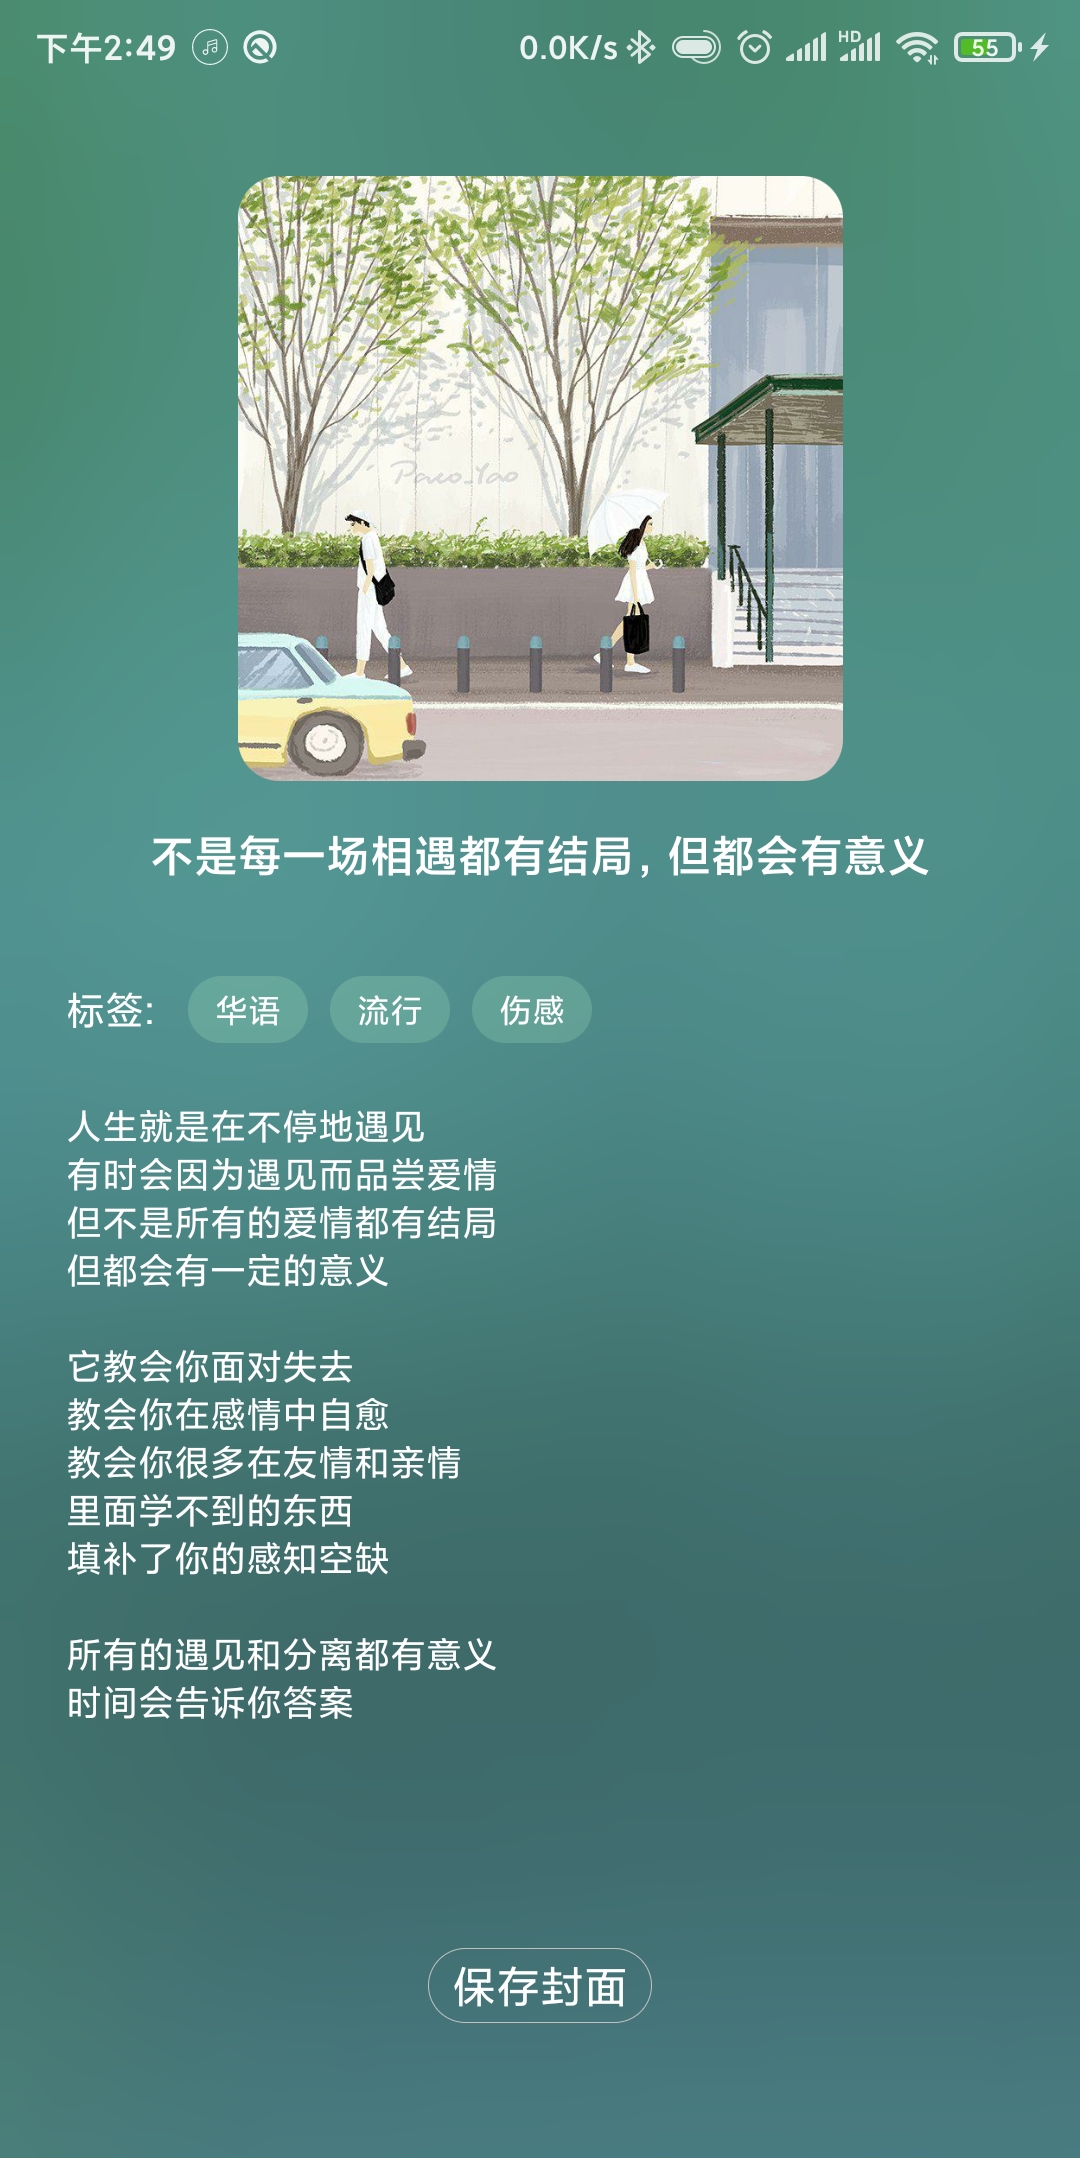 下午2:49 0.0K/s HD 55
Paco_Yao
不是每一场相遇都有结局，但都会有意义
标签: 华语 流行 伤感
人生就是在不停地遇见
有时会因为遇见而品尝爱情
但不是所有的爱情都有结局
但都会有一定的意义
它教会你面对失去
教会你在感情中自愈
教会你很多在友情和亲情
里面学不到的东西
填补了你的感知空缺
所有的遇见和分离都有意义
时间会告诉你答案
保存封面